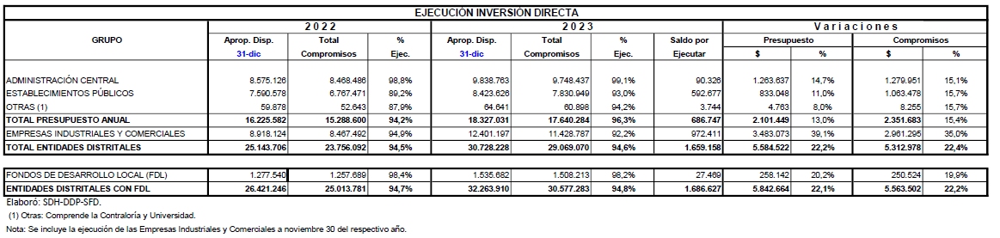 EJECUCIÓN INVERSIÓN DIRECTA
GRUPO 2022 2023 Variaciones
Aprop. Disp. Total % Aprop. Disp. Total % Saldo por Presupuesto Compromisos
31-dic Compromisos Ejec. 31-dic Compromisos Ejec. Ejecutar $ % $ %
ADMINISTRACIÓN CENTRAL 8.575.126 8.468.486 98,8% 9.838.763 9.748.437 99,1% 90.326 1.263.637 14,7% 1.279.951 15,1%
ESTABLECIMIENTOS PÚBLICOS 7.590.578 6.767.471 89,2% 8.423.626 7.830.949 93,0% 592.677 833.048 11,0% 1.063.478 15,7%
OTRAS (1) 59.878 52.643 87,9% 64.641 60.898 94,2% 3.744 4.763 8,0% 8.255 15,7%
TOTAL PRESUPUESTO ANUAL 16.225.582 15.288.600 94,2% 18.327.031 17.640.284 96,3% 686.747 2.101.449 13,0% 2.351.683 15,4%
EMPRESAS INDUSTRIALES Y COMERCIALES 8.918.124 8.467.492 94,9% 12.401.197 11.428.787 92,2% 972.411 3.483.073 39,1% 2.961.295 35,0%
TOTAL ENTIDADES DISTRITALES 25.143.706 23.756.092 94,5% 30.728.228 29.069.070 94,6% 1.659.158 5.584.522 22,2% 5.312.978 22,4%
FONDOS DE DESARROLLO LOCAL (FDL) 1.277.540 1.257.689 98,4% 1.535.682 1.508.213 98,2% 27.469 258.142 20,2% 250.524 19,9%
ENTIDADES DISTRITALES CON FDL 26.421.246 25.013.781 94,7% 32.263.910 30.577.283 94,8% 1.686.627 5.842.664 22,1% 5.563.502 22,2%
Elaboró: SDH-DDP-SFD.
(1) Otras: Comprende la Contraloría y Universidad.
Nota: Se incluye la ejecución de las Empresas Industriales y Comerciales a noviembre 30 del respectivo año.